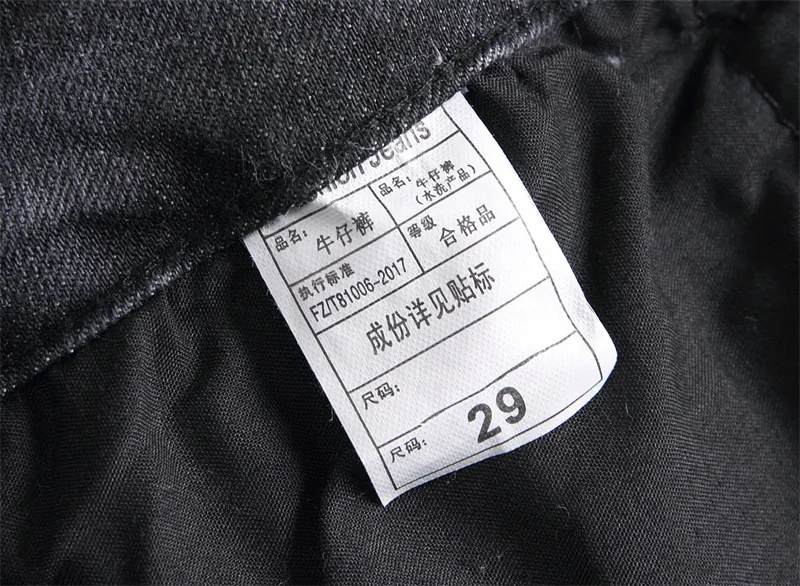 Jeans
品名: 牛仔裤
品名: 牛仔裤
(水洗产品)
执行标准
FZ/T81006-2017
等级
合格品
成份详见贴标
尺码:
尺码: 29